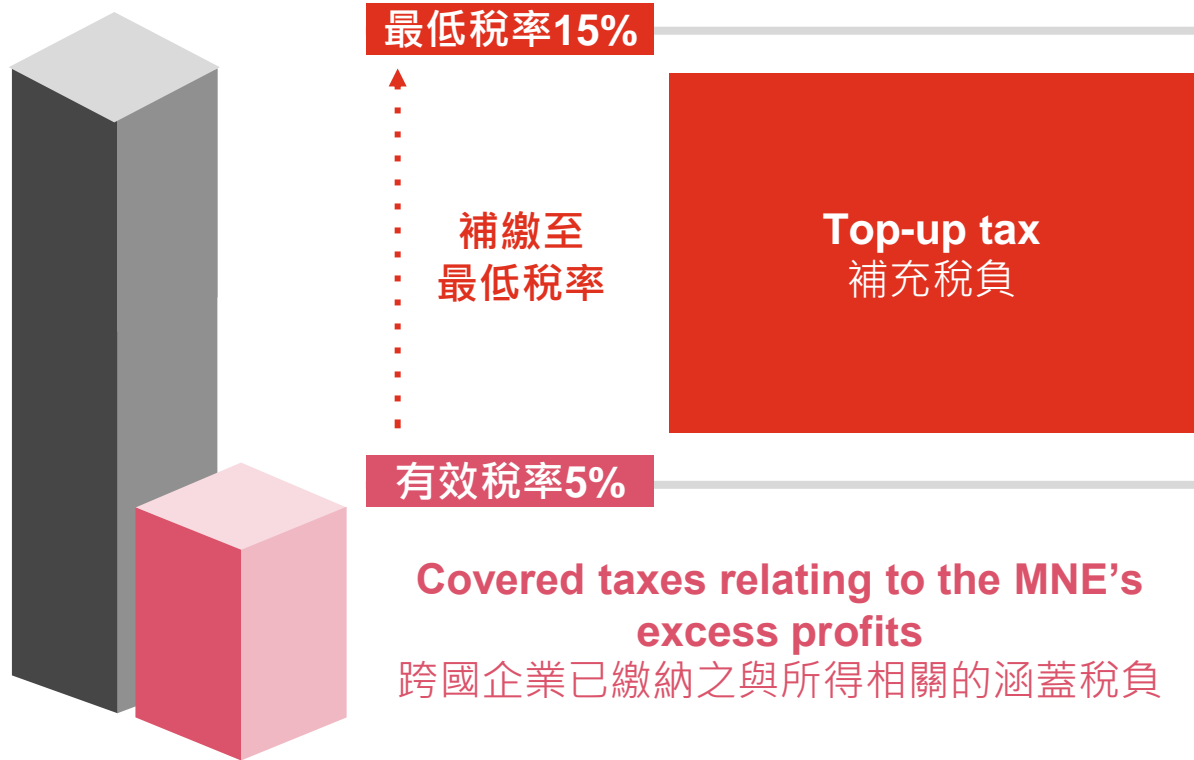 最低稅率15%
補繳至
最低稅率
Top-up tax
補充稅負
有效稅率5%
Covered taxes relating to the MNE’s
excess profits
跨國企業已繳納之與所得相關的涵蓋稅負